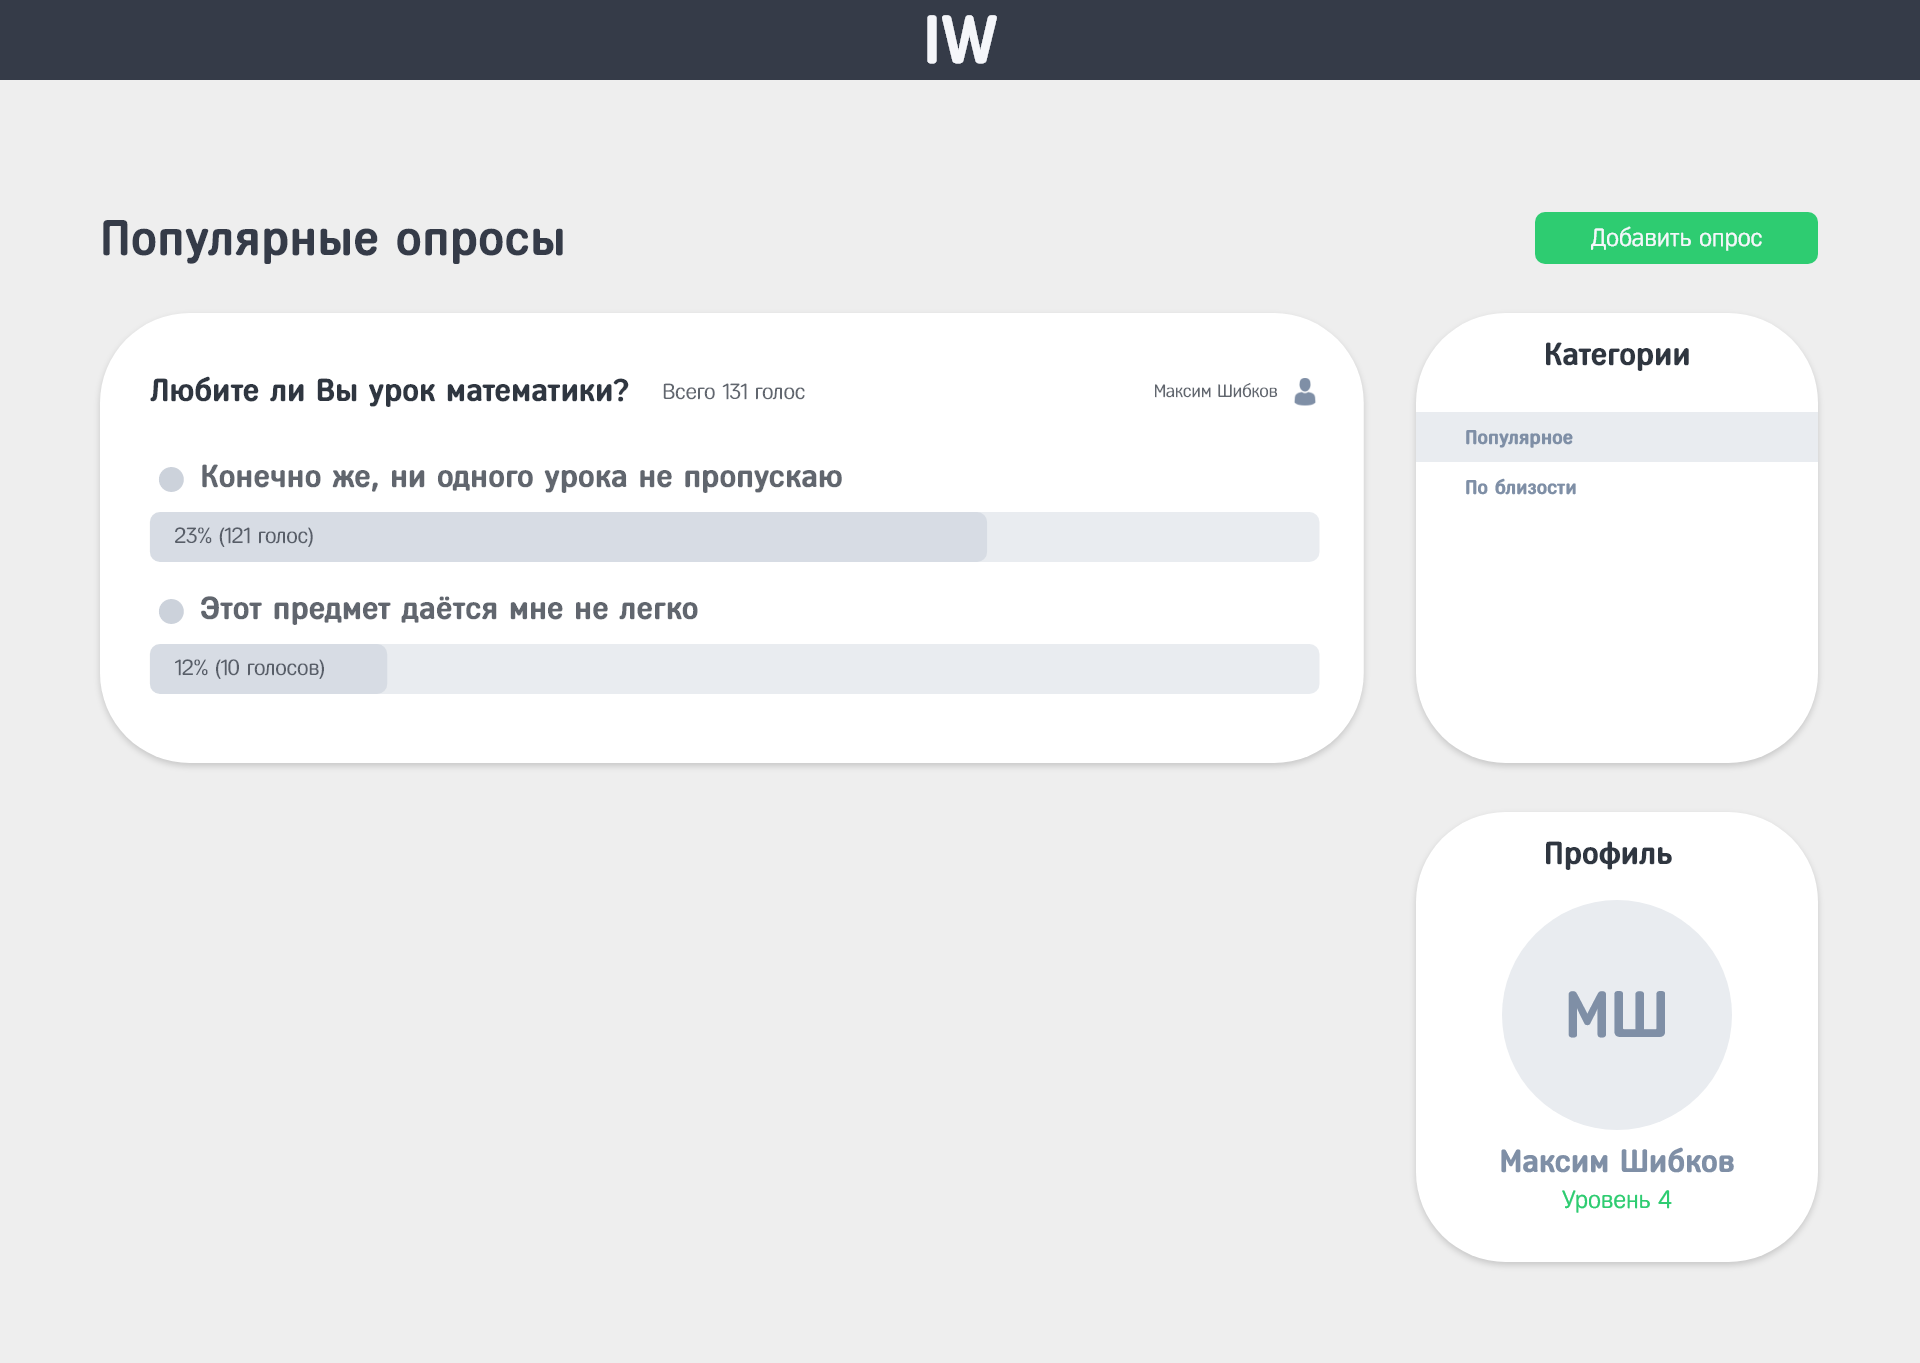 IW
Популярные опросы
Добавить опрос
Любите ли Вы урок математики?
Всего 131 голос
Максим Шибков
Конечно же, ни одного урока не пропускаю
23% (121 голос)
Этот предмет даётся мне не легко
12% (10 голосов)
Категории
Популярное
По близости
Профиль
МШ
Максим Шибков
Уровень 4